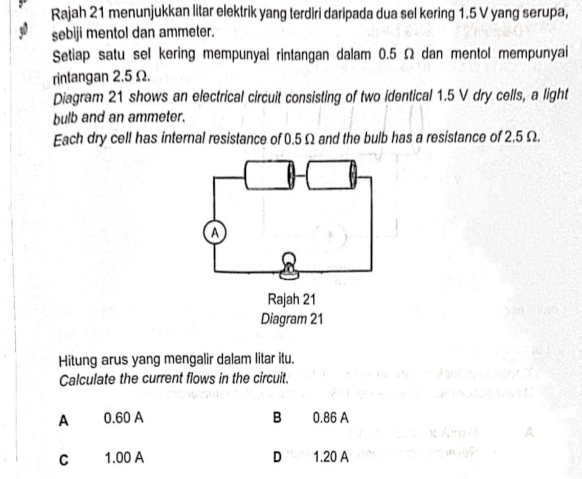 Rajah 21 menunjukkan litar elektrik yang terdiri daripada dua sel kering 1.5 V yang serupa,
sebiji mentol dan ammeter.
Setiap satu sel kering mempunyai rintangan dalam 0.5 Ω dan mentol mempunyai
rintangan 2.5 Ω.
Diagram 21 shows an electrical circuit consisting of two identical 1.5 V dry cells, a light
bulb and an ammeter.
Each dry cell has internal resistance of 0.5 Ω and the bulb has a resistance of 2.5 Ω.
A
Rajah 21
Diagram 21
Hitung arus yang mengalir dalam litar itu.
Calculate the current flows in the circuit.
A 0.60 A B 0.86 A
C 1.00 A D 1.20 A